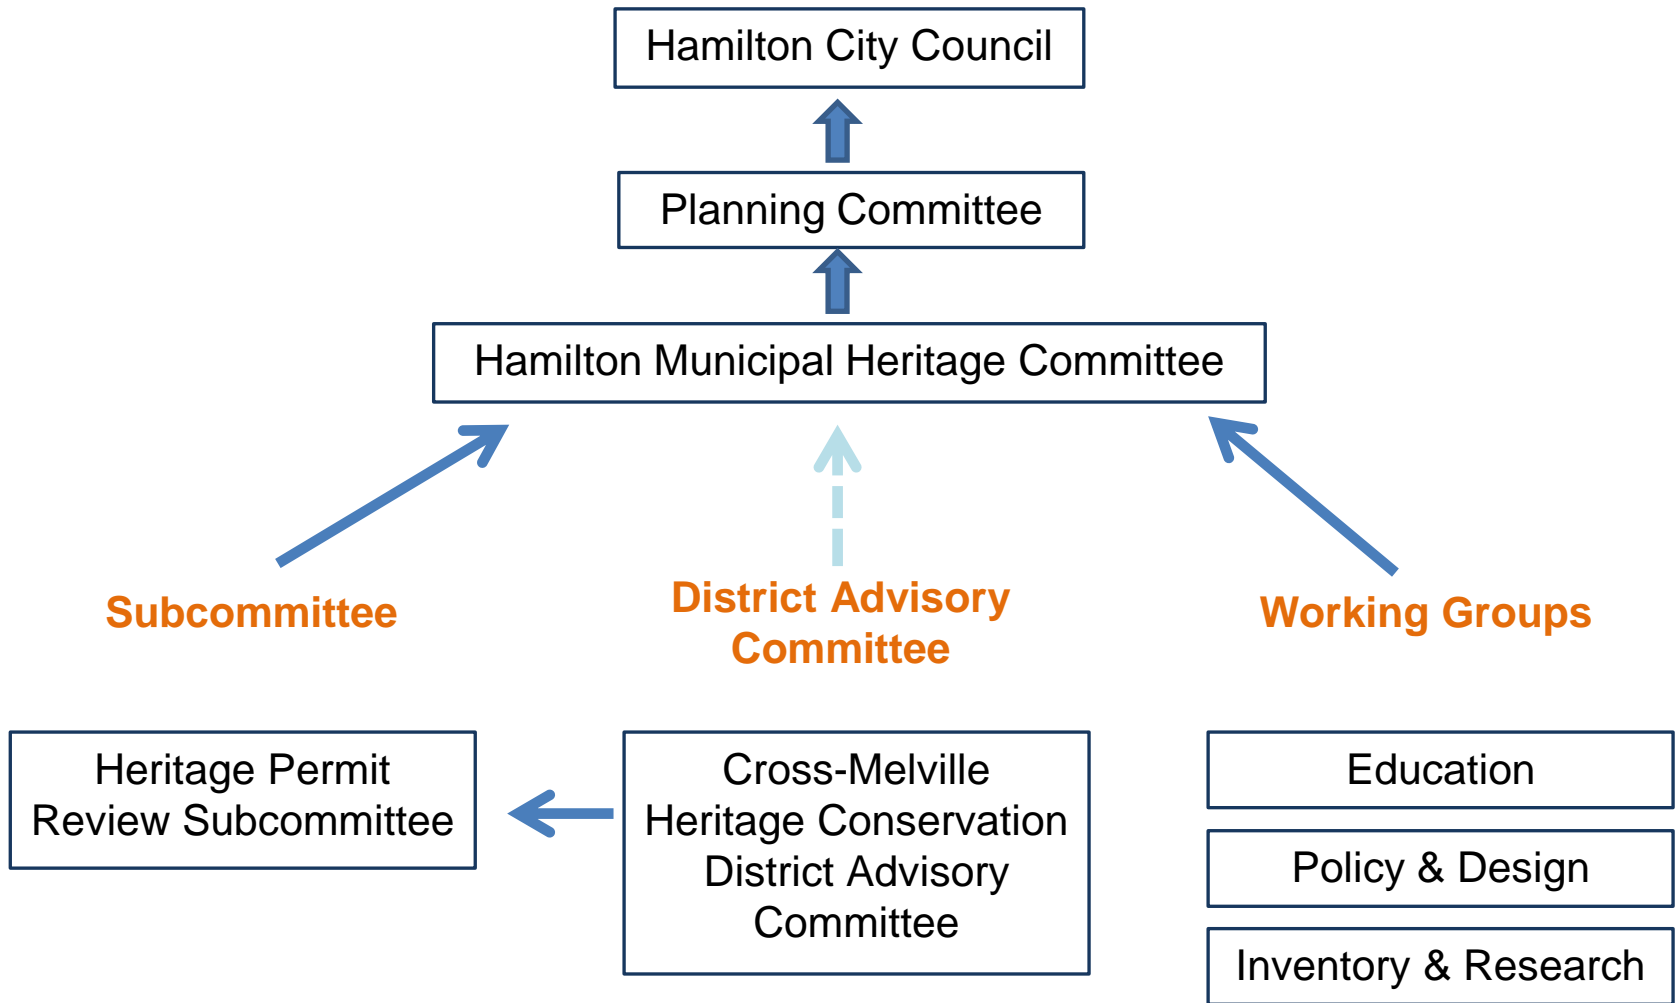 Hamilton City Council
Planning Committee
Hamilton Municipal Heritage Committee
Subcommittee
District Advisory
Committee
Working Groups
Heritage Permit
Review Subcommittee
Cross-Melville
Heritage Conservation
District Advisory
Committee
Education
Policy & Design
Inventory & Research